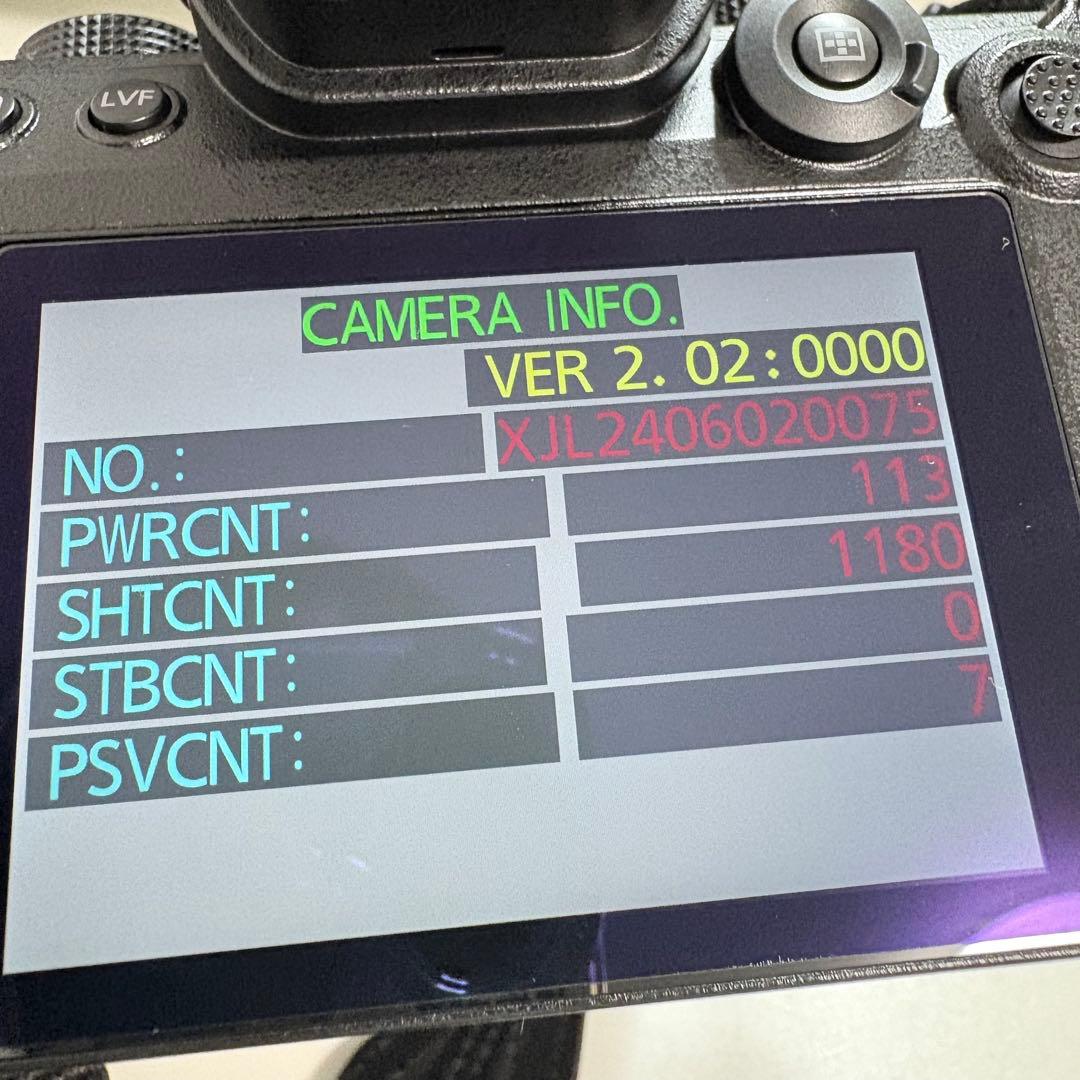 LVF
CAMERA INFO.
VER 2. 02:0000
NO.: XJL2406020075
PWRCNT: 113
SHTCNT: 1180
STBCNT: 0
PSVCNT: 7